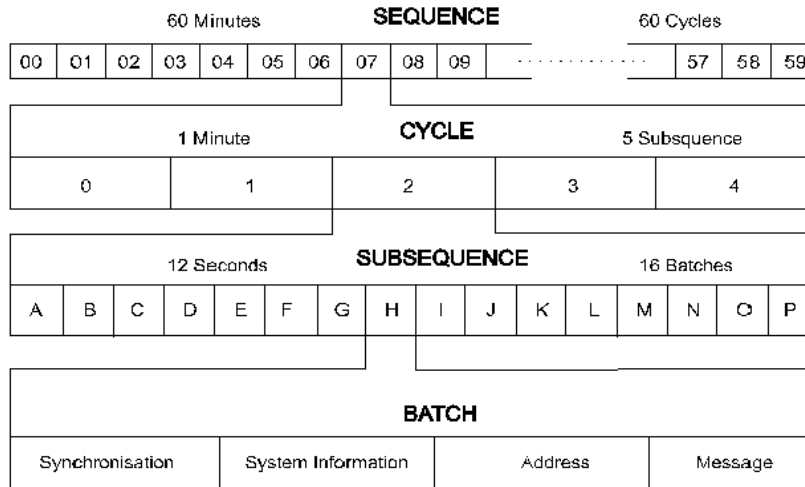 60 Minutes SEQUENCE 60 Cycles
00 01 02 03 04 05 06 07 08 09 57 58 59
1 Minute CYCLE 5 Subsquence
0 1 2 3 4
12 Seconds SUBSEQUENCE 16 Batches
A B C D E F G H I J K L M N O P
BATCH
Synchronisation System Information Address Message